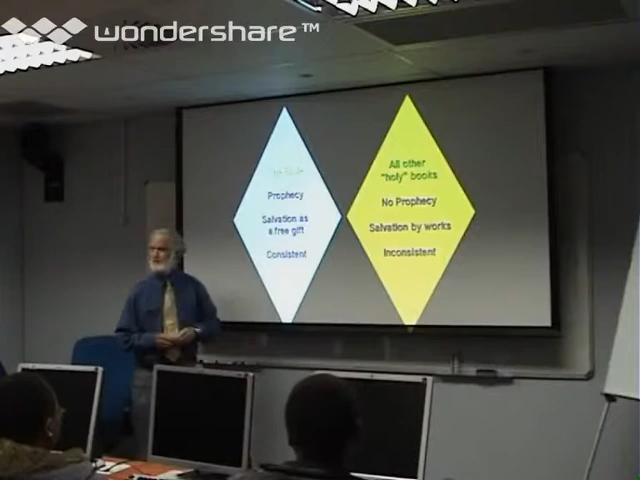 wondershare™
Prophecy
Salvation as
a free gift
Consistent
All other
"holy" books
No Prophecy
Salvation by works
Inconsistent